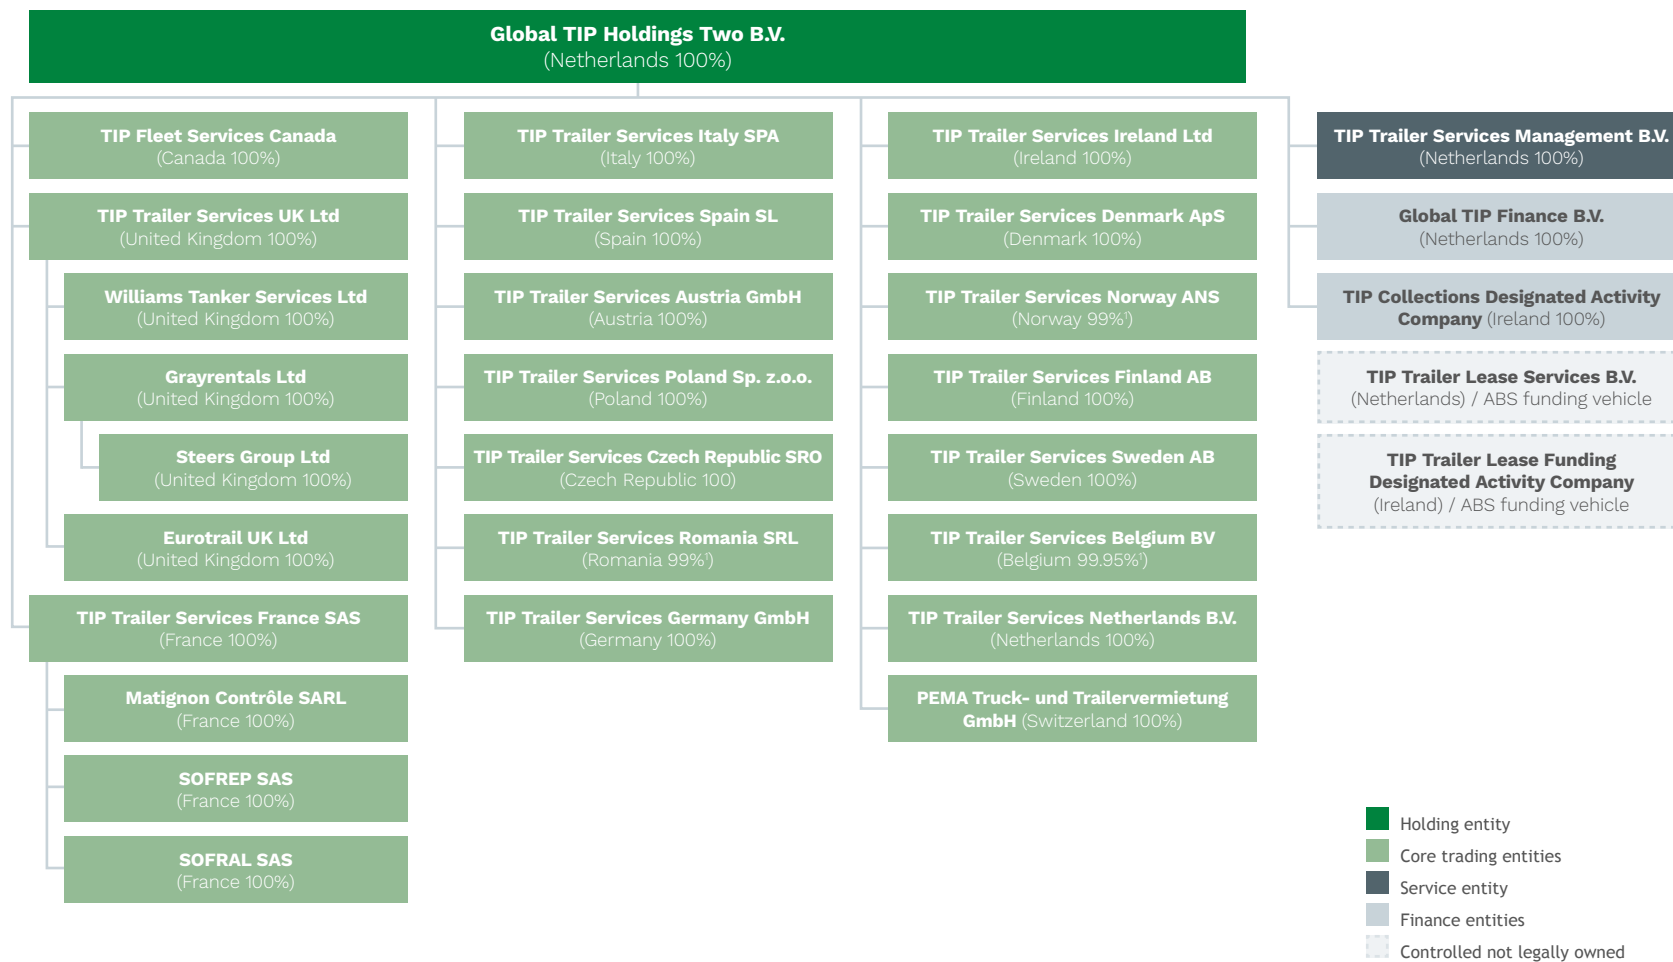 Global TIP Holdings Two B.V.
(Netherlands 100%)
TIP Fleet Services Canada
(Canada 100%)
TIP Trailer Services UK Ltd
(United Kingdom 100%)
Williams Tanker Services Ltd
(United Kingdom 100%)
Grayrentals Ltd
(United Kingdom 100%)
Steers Group Ltd
(United Kingdom 100%)
Eurotrail UK Ltd
(United Kingdom 100%)
TIP Trailer Services France SAS
(France 100%)
Matignon Contrôle SARL
(France 100%)
SOFREP SAS
(France 100%)
SOFRAL SAS
(France 100%)
TIP Trailer Services Italy SPA
(Italy 100%)
TIP Trailer Services Spain SL
(Spain 100%)
TIP Trailer Services Austria GmbH
(Austria 100%)
TIP Trailer Services Poland Sp. z.o.o.
(Poland 100%)
TIP Trailer Services Czech Republic SRO
(Czech Republic 100)
TIP Trailer Services Romania SRL
(Romania 99%¹)
TIP Trailer Services Germany GmbH
(Germany 100%)
TIP Trailer Services Ireland Ltd
(Ireland 100%)
TIP Trailer Services Denmark ApS
(Denmark 100%)
TIP Trailer Services Norway ANS
(Norway 99%¹)
TIP Trailer Services Finland AB
(Finland 100%)
TIP Trailer Services Sweden AB
(Sweden 100%)
TIP Trailer Services Belgium BV
(Belgium 99.95%¹)
TIP Trailer Services Netherlands B.V.
(Netherlands 100%)
PEMA Truck- und Trailervermietung
GmbH (Switzerland 100%)
TIP Trailer Services Management B.V.
(Netherlands 100%)
Global TIP Finance B.V.
(Netherlands 100%)
TIP Collections Designated Activity
Company (Ireland 100%)
TIP Trailer Lease Services B.V.
(Netherlands) / ABS funding vehicle
TIP Trailer Lease Funding
Designated Activity Company
(Ireland) / ABS funding vehicle
Holding entity
Core trading entities
Service entity
Finance entities
Controlled not legally owned